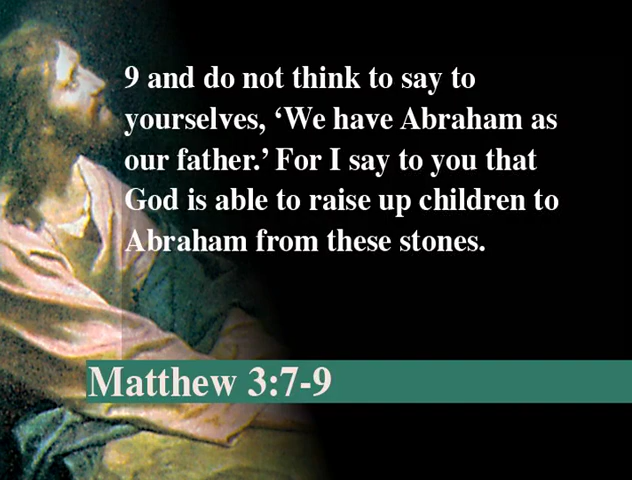 9 and do not think to say to
yourselves, ‘We have Abraham as
our father.’ For I say to you that
God is able to raise up children to
Abraham from these stones.
Matthew 3:7-9